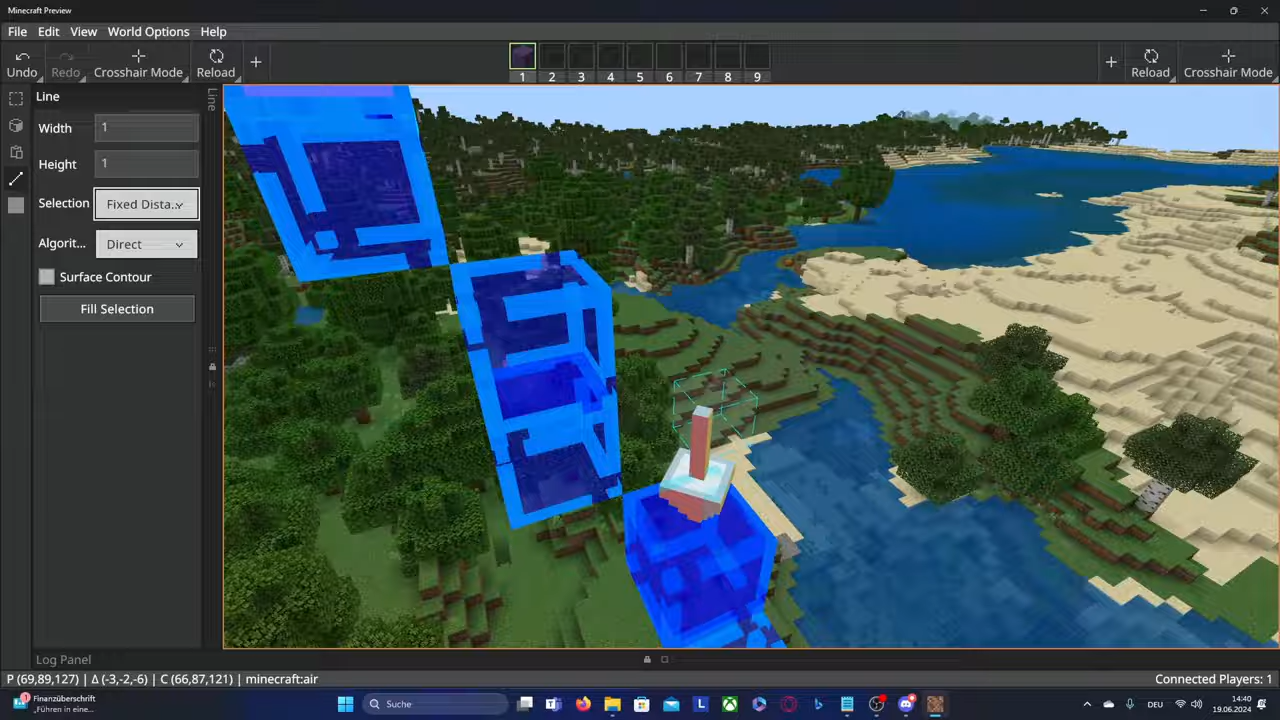 Minecraft Preview
File Edit View World Options Help
Undo Redo Crosshair Mode Reload
1 2 3 4 5 6 7 8 9
Reload Crosshair Mode
Line
Line
Width 1
Height 1
Selection Fixed Dista...
Algorit... Direct
Surface Contour
Fill Selection
Log Panel
P (69,89,127) | Δ (-3,-2,-6) | C (66,87,121) | minecraft:air
Connected Players: 1
1
Finanzüberschrift
„Führen in eine...
Suche
DEU
14:40
19.06.2024